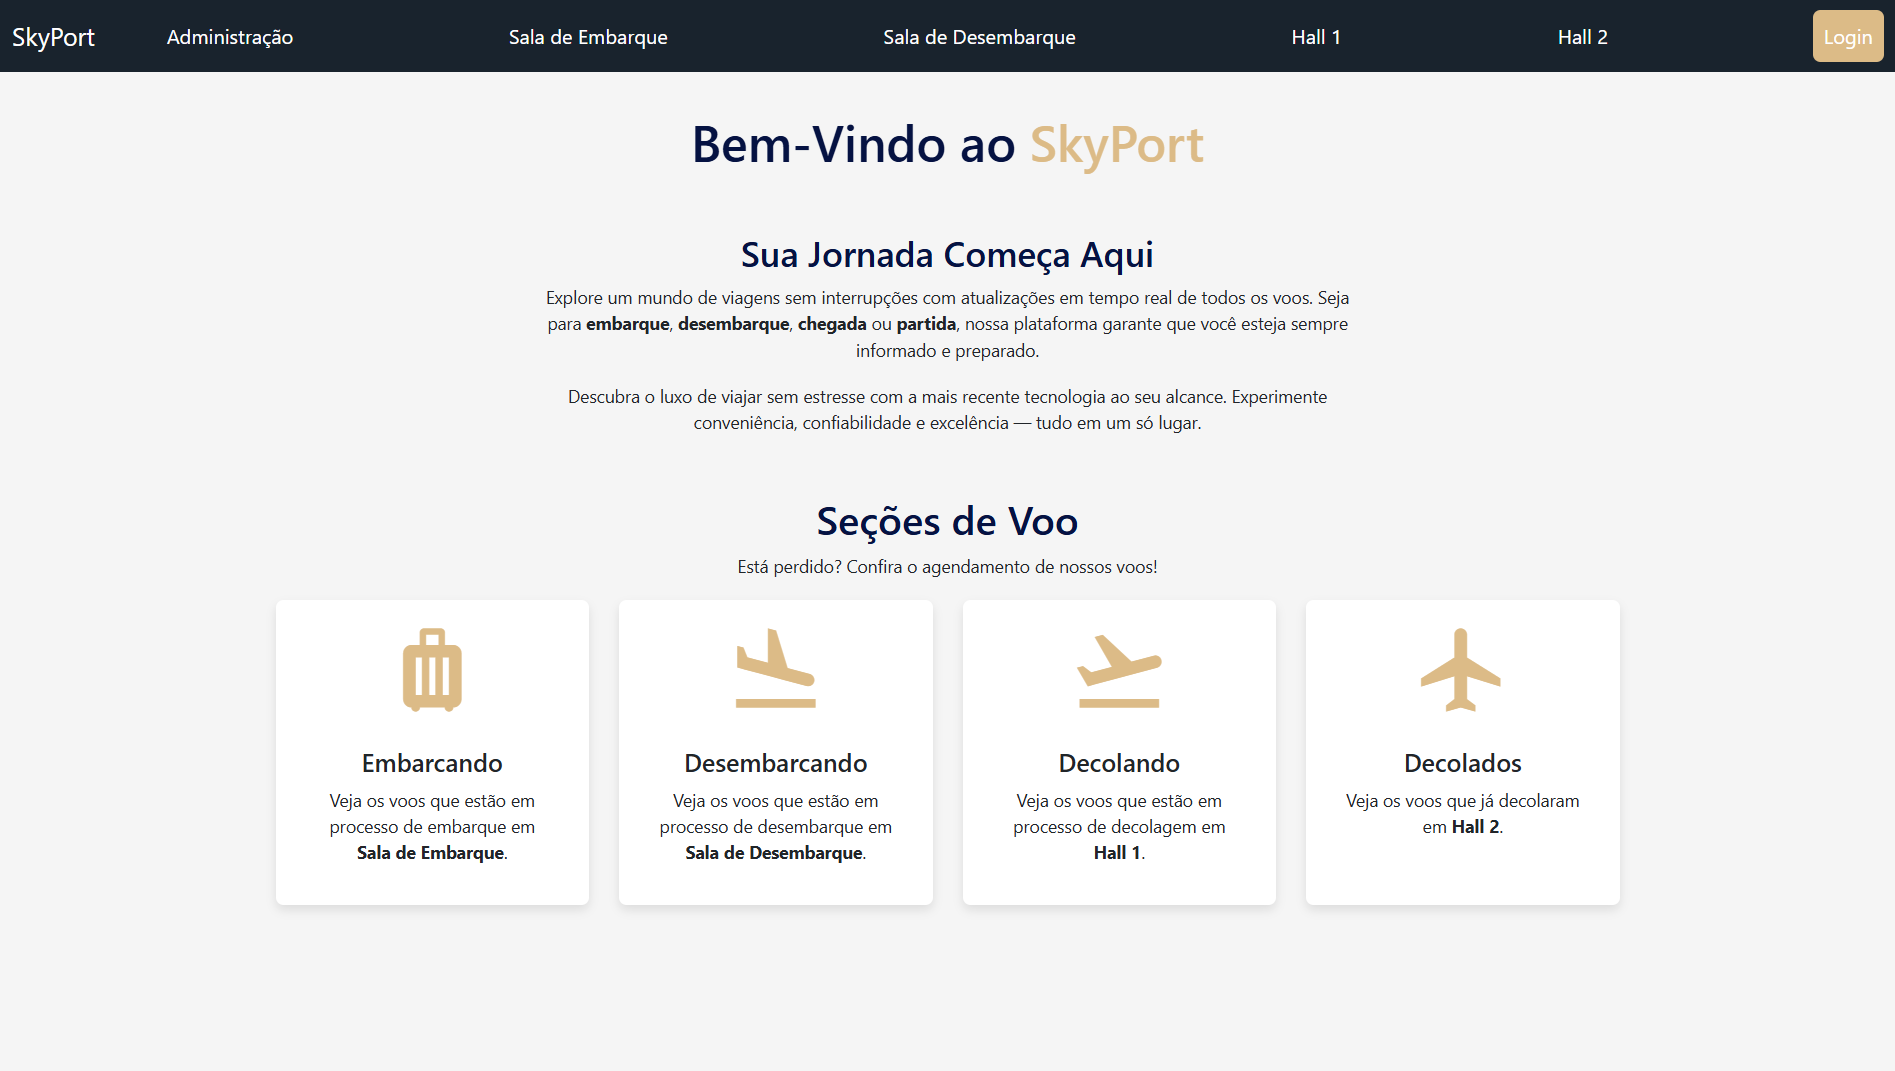 SkyPort Administração Sala de Embarque Sala de Desembarque Hall 1 Hall 2 Login
Bem-Vindo ao SkyPort
Sua Jornada Começa Aqui
Explore um mundo de viagens sem interrupções com atualizações em tempo real de todos os voos. Seja
para embarque, desembarque, chegada ou partida, nossa plataforma garante que você esteja sempre
informado e preparado.
Descubra o luxo de viajar sem estresse com a mais recente tecnologia ao seu alcance. Experimente
conveniência, confiabilidade e excelência — tudo em um só lugar.
Seções de Voo
Está perdido? Confira o agendamento de nossos voos!
Embarcando
Veja os voos que estão em
processo de embarque em
Sala de Embarque.
Desembarcando
Veja os voos que estão em
processo de desembarque em
Sala de Desembarque.
Decolando
Veja os voos que estão em
processo de decolagem em
Hall 1.
Decolados
Veja os voos que já decolaram
em Hall 2.